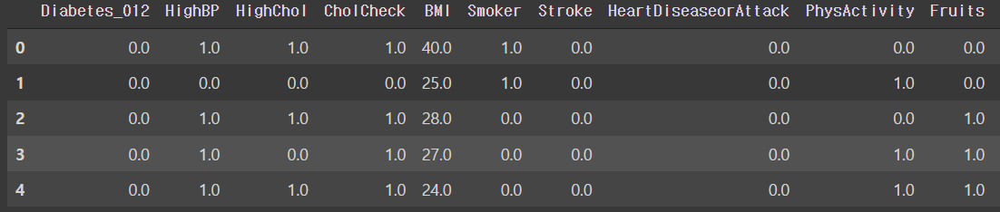 Diabetes_012 HighBP HighChol CholCheck BMI Smoker Stroke HeartDiseaseorAttack PhysActivity Fruits
0 0.0 1.0 1.0 1.0 40.0 1.0 0.0 0.0 0.0 0.0
1 0.0 0.0 0.0 0.0 25.0 1.0 0.0 0.0 1.0 0.0
2 0.0 1.0 1.0 1.0 28.0 0.0 0.0 0.0 0.0 1.0
3 0.0 1.0 0.0 1.0 27.0 0.0 0.0 0.0 1.0 1.0
4 0.0 1.0 1.0 1.0 24.0 0.0 0.0 0.0 1.0 1.0